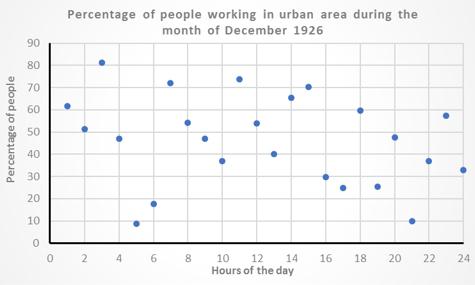 Percentage of people working in urban area during the
month of December 1926
90
80
70
60
50
40
30
20
10
0
Percentage of people
0 2 4 6 8 10 12 14 16 18 20 22 24
Hours of the day